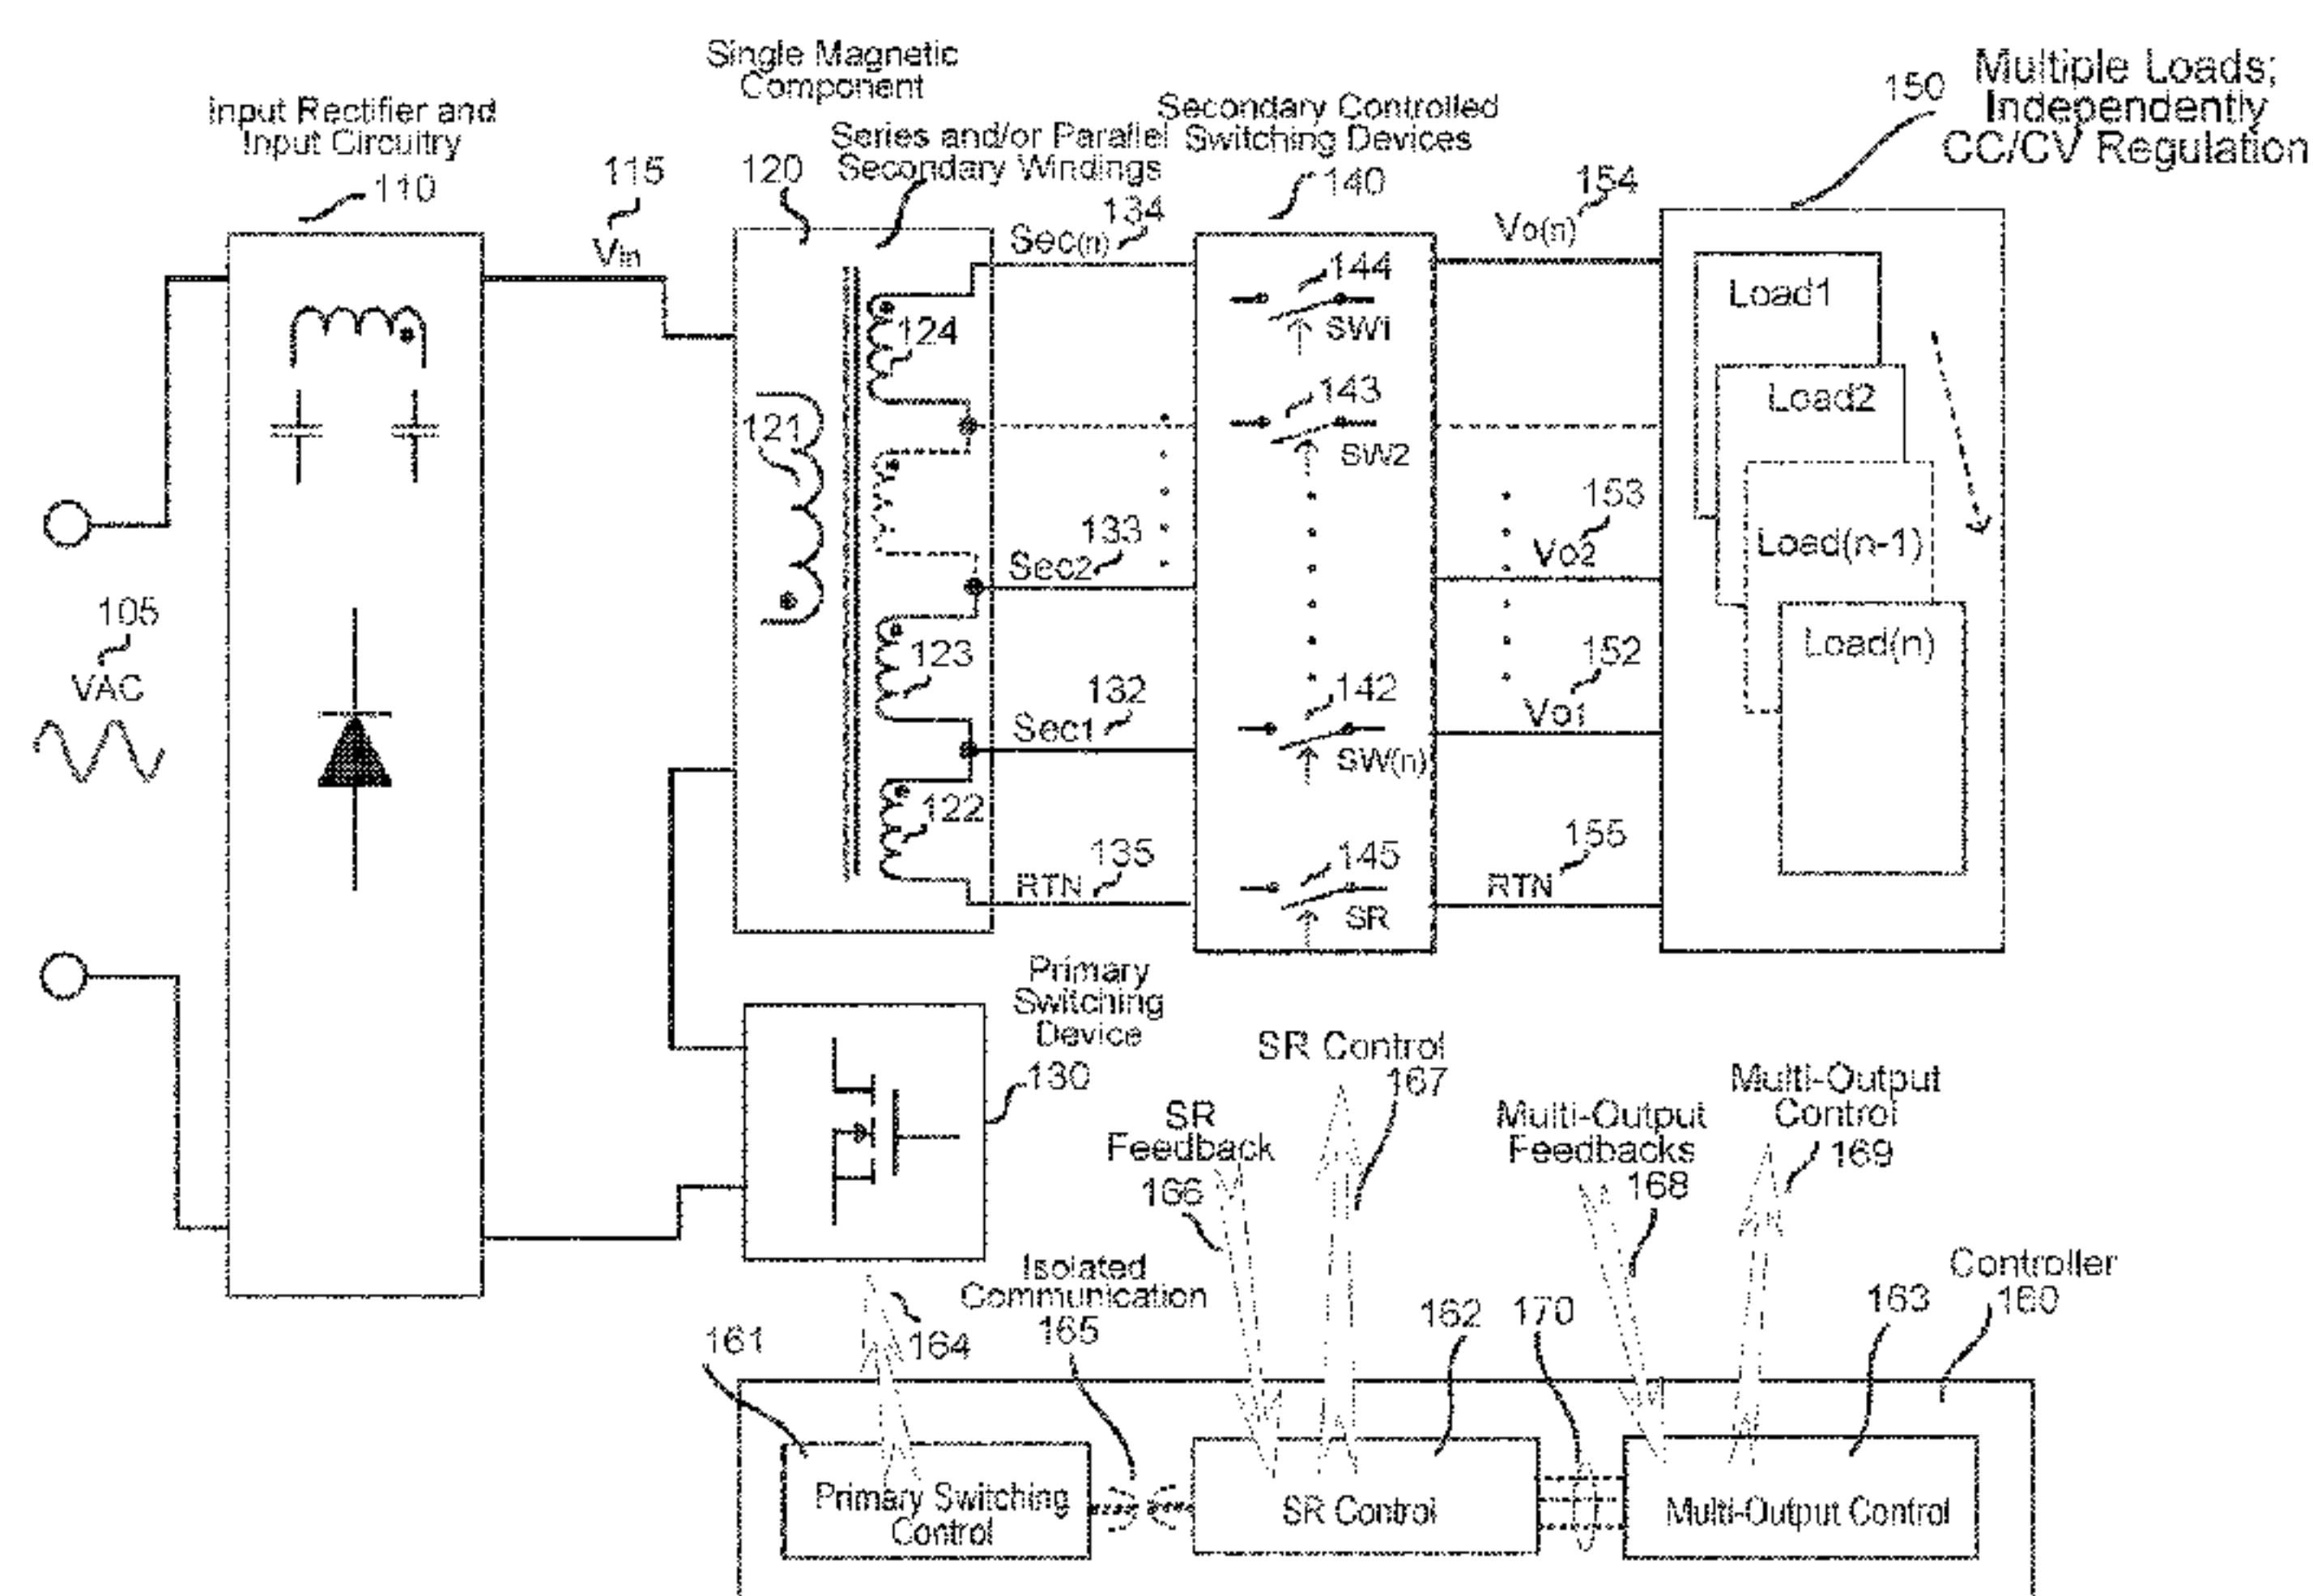 Single Magnetic
Component
Input Rectifier and
Input Circuitry
110
115
Vin
120
Series and/or Parallel
Secondary Windings
Secondary Controlled
Switching Devices
140
150
Multiple Loads;
Independently
CC/CV Regulation
105
VAC
121
124
123
122
Sec(n)
134
133
Sec2
132
Sec1
135
RTN
144
SW1
143
SW2
142
SW(n)
145
SR
154
Vo(n)
153
Vo2
152
Vo1
155
RTN
Load1
Load2
Load(n-1)
Load(n)
Primary
Switching
Device
130
SR Control
167
SR
Feedback
166
Multi-Output
Feedbacks
168
Multi-Output
Control
169
Isolated
Communication
165
164
161
162
170
163
Controller
160
Primary Switching
Control
SR Control
Multi-Output Control